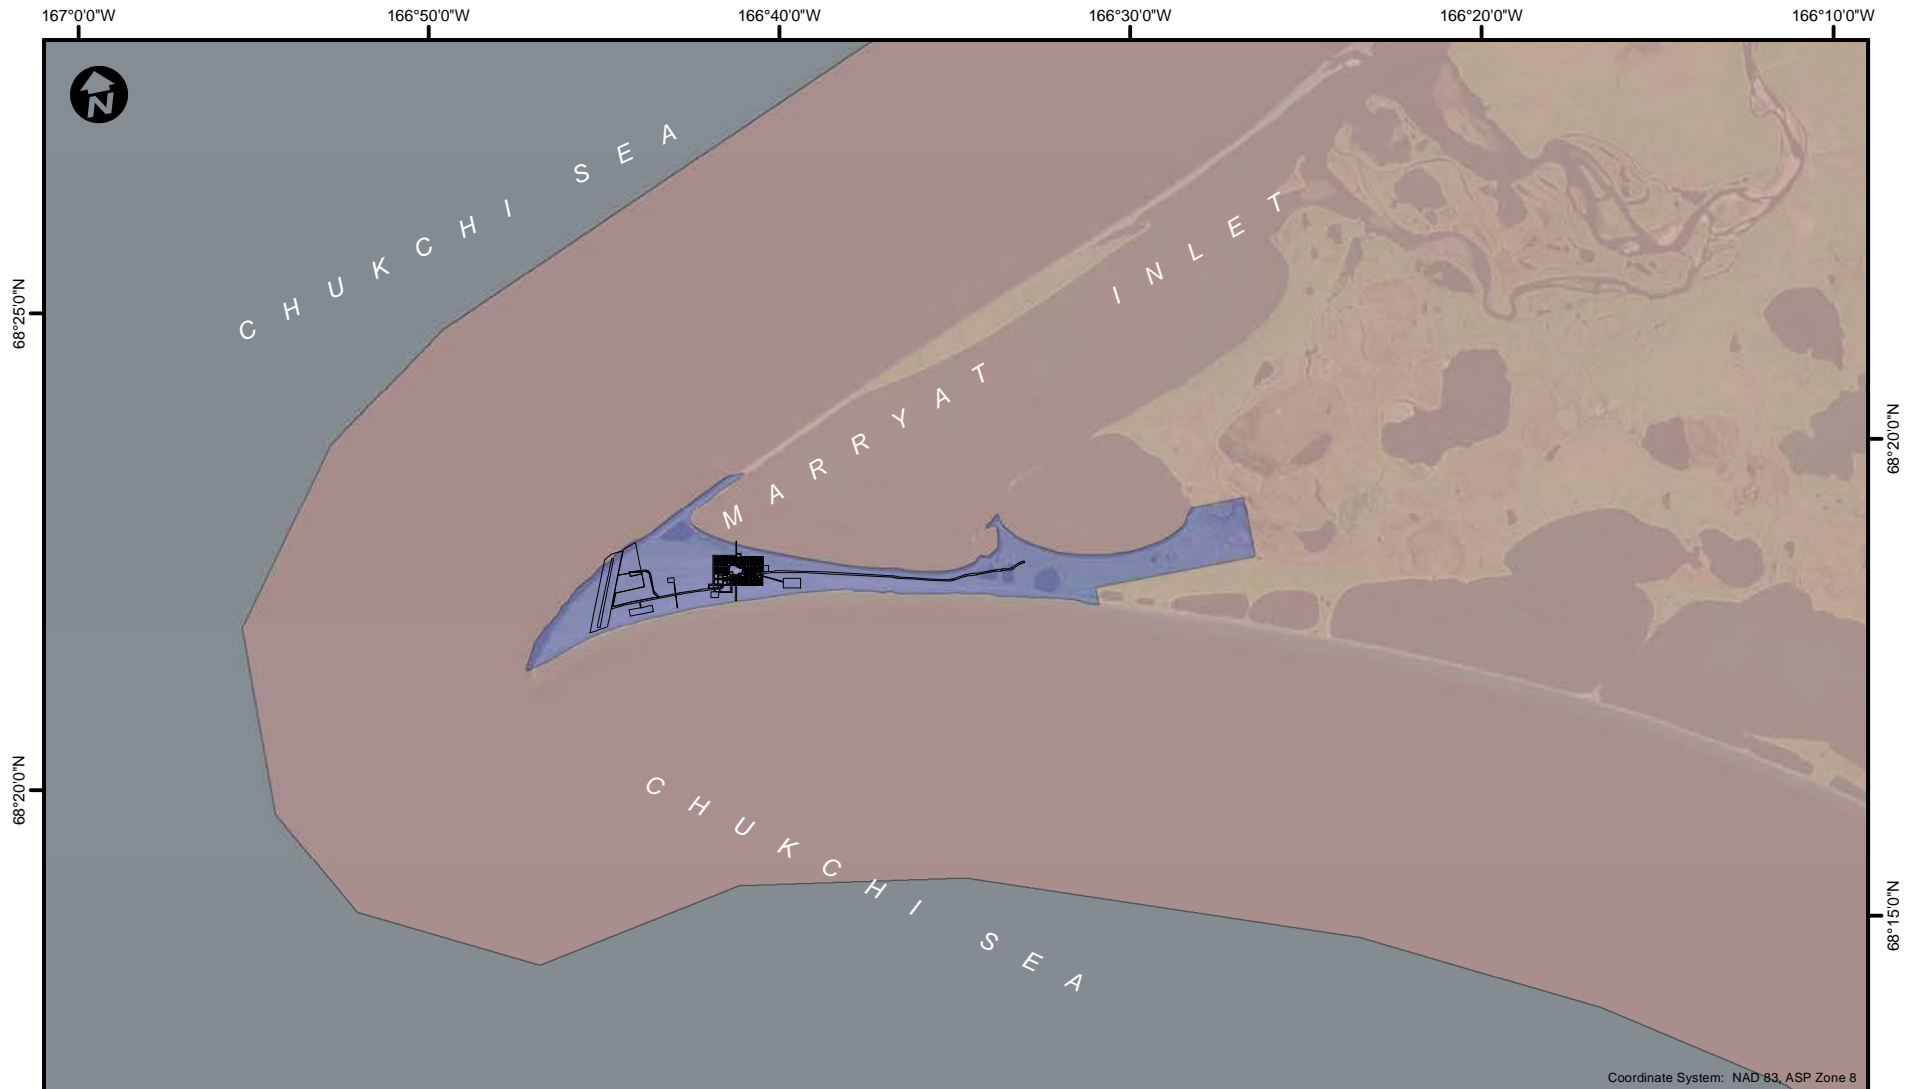 167°0'0"W 166°50'0"W 166°40'0"W 166°30'0"W 166°20'0"W 166°10'0"W
N
CHUKCHI SEA
MARRYAT INLET
68°25'0"N
68°20'0"N
68°20'0"N
CHUKCHI SEA
68°15'0"N
Coordinate System: NAD 83, ASP Zone 8